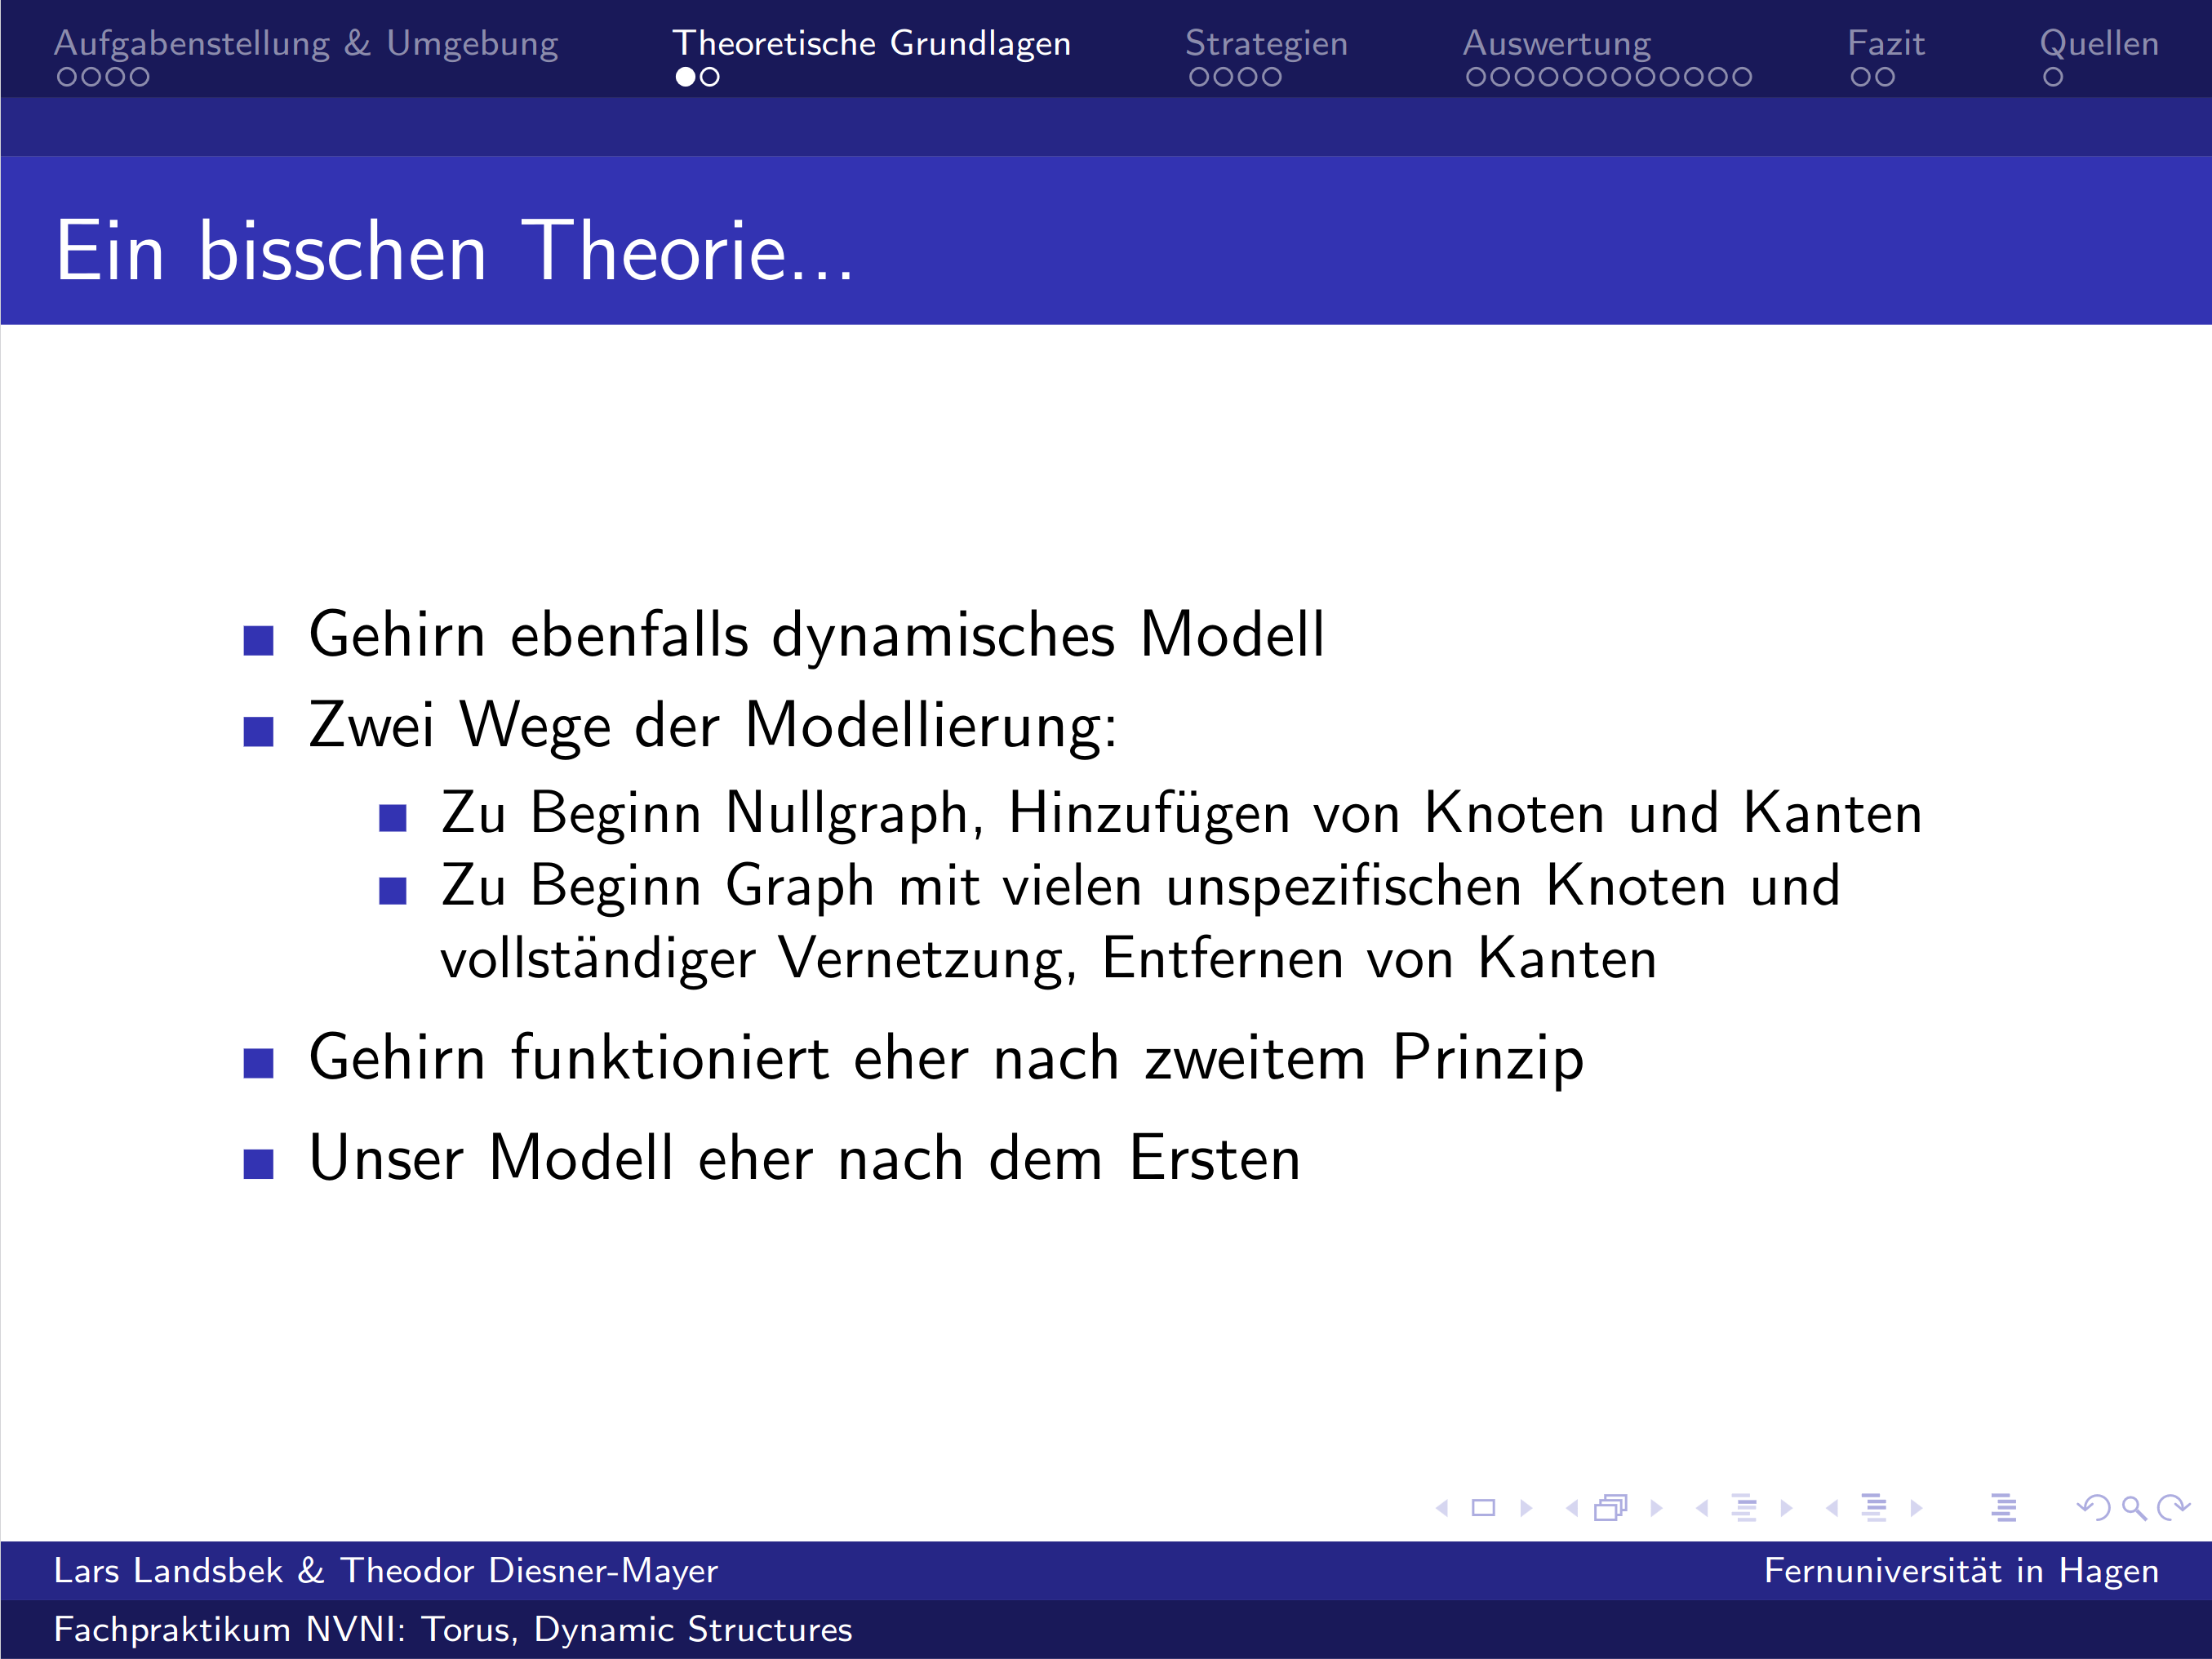 Aufgabenstellung & Umgebung Theoretische Grundlagen Strategien Auswertung Fazit Quellen
Ein bisschen Theorie...
Gehirn ebenfalls dynamisches Modell
Zwei Wege der Modellierung:
Zu Beginn Nullgraph, Hinzufügen von Knoten und Kanten
Zu Beginn Graph mit vielen unspezifischen Knoten und
vollständiger Vernetzung, Entfernen von Kanten
Gehirn funktioniert eher nach zweitem Prinzip
Unser Modell eher nach dem Ersten
Lars Landsbek & Theodor Diesner-Mayer Fernuniversität in Hagen
Fachpraktikum NVNI: Torus, Dynamic Structures